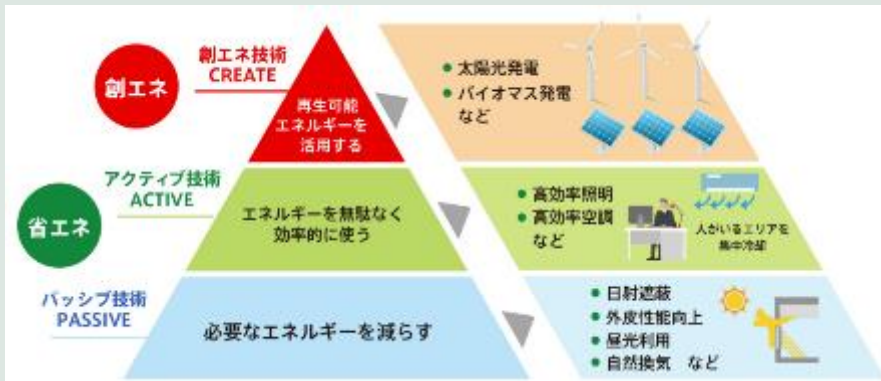 創エネ
創エネ技術
CREATE
再生可能
エネルギーを
活用する
● 太陽光発電
● バイオマス発電
など
省エネ
アクティブ技術
ACTIVE
エネルギーを無駄なく
効率的に使う
● 高効率照明
● 高効率空調
など
人がいるエリアを
集中冷却
パッシブ技術
PASSIVE
必要なエネルギーを減らす
● 日射遮蔽
● 外皮性能向上
● 昼光利用
● 自然換気 など